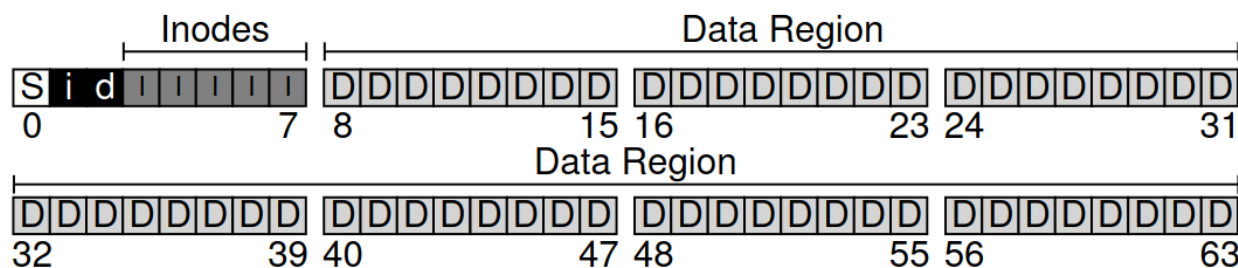 Inodes Data Region
S i d I I I I I D D D D D D D D D D D D D D D D D D D D D D D D
0 7 8 15 16 23 24 31
Data Region
D D D D D D D D D D D D D D D D D D D D D D D D D D D D D D D D
32 39 40 47 48 55 56 63